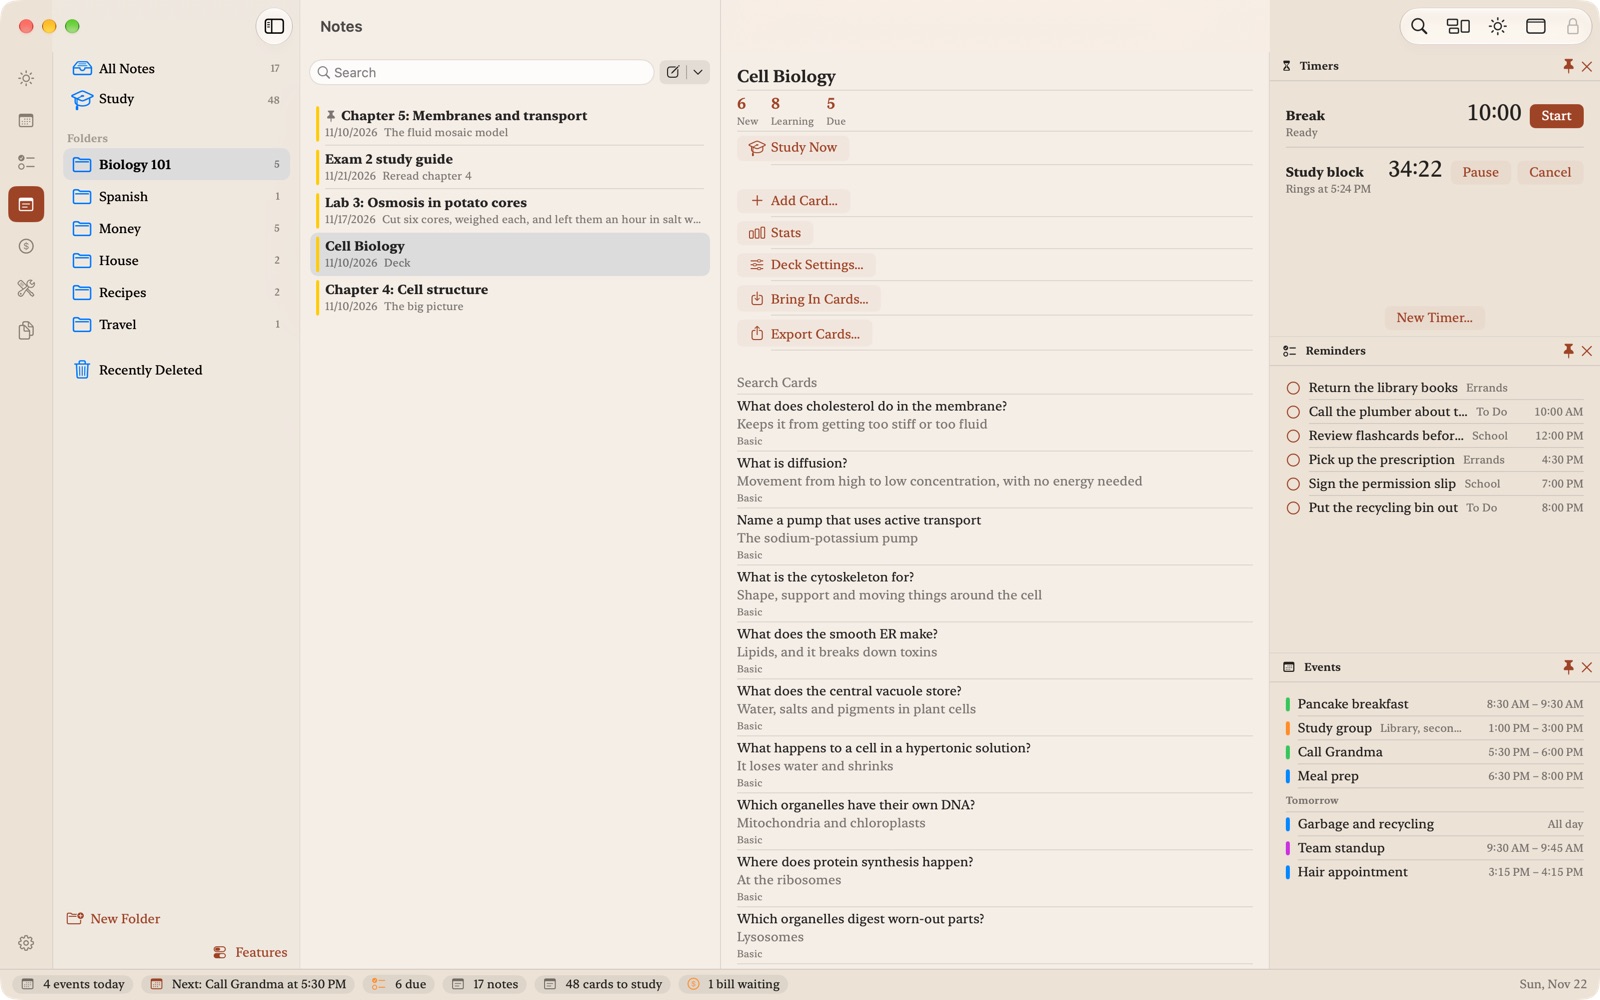 Notes
All Notes 17
Study 48
Folders
Biology 101 5
Spanish 1
Money 5
House 2
Recipes 2
Travel 1
Recently Deleted
New Folder
Features
Search
Chapter 5: Membranes and transport
11/10/2026 The fluid mosaic model
Exam 2 study guide
11/21/2026 Reread chapter 4
Lab 3: Osmosis in potato cores
11/17/2026 Cut six cores, weighed each, and left them an hour in salt w...
Cell Biology
11/10/2026 Deck
Chapter 4: Cell structure
11/10/2026 The big picture
Cell Biology
6 8 5
New Learning Due
Study Now
Add Card...
Stats
Deck Settings...
Bring In Cards...
Export Cards...
Search Cards
What does cholesterol do in the membrane?
Keeps it from getting too stiff or too fluid
Basic
What is diffusion?
Movement from high to low concentration, with no energy needed
Basic
Name a pump that uses active transport
The sodium-potassium pump
Basic
What is the cytoskeleton for?
Shape, support and moving things around the cell
Basic
What does the smooth ER make?
Lipids, and it breaks down toxins
Basic
What does the central vacuole store?
Water, salts and pigments in plant cells
Basic
What happens to a cell in a hypertonic solution?
It loses water and shrinks
Basic
Which organelles have their own DNA?
Mitochondria and chloroplasts
Basic
Where does protein synthesis happen?
At the ribosomes
Basic
Which organelles digest worn-out parts?
Lysosomes
Basic
Timers
Break 10:00 Start
Ready
Study block 34:22 Pause Cancel
Rings at 5:24 PM
New Timer...
Reminders
Return the library books Errands
Call the plumber about t... To Do 10:00 AM
Review flashcards befor... School 12:00 PM
Pick up the prescription Errands 4:30 PM
Sign the permission slip School 7:00 PM
Put the recycling bin out To Do 8:00 PM
Events
Pancake breakfast 8:30 AM – 9:30 AM
Study group Library, secon... 1:00 PM – 3:00 PM
Call Grandma 5:30 PM – 6:00 PM
Meal prep 6:30 PM – 8:00 PM
Tomorrow
Garbage and recycling All day
Team standup 9:30 AM – 9:45 AM
Hair appointment 3:15 PM – 4:15 PM
4 events today Next: Call Grandma at 5:30 PM 6 due 17 notes 48 cards to study 1 bill waiting Sun, Nov 22